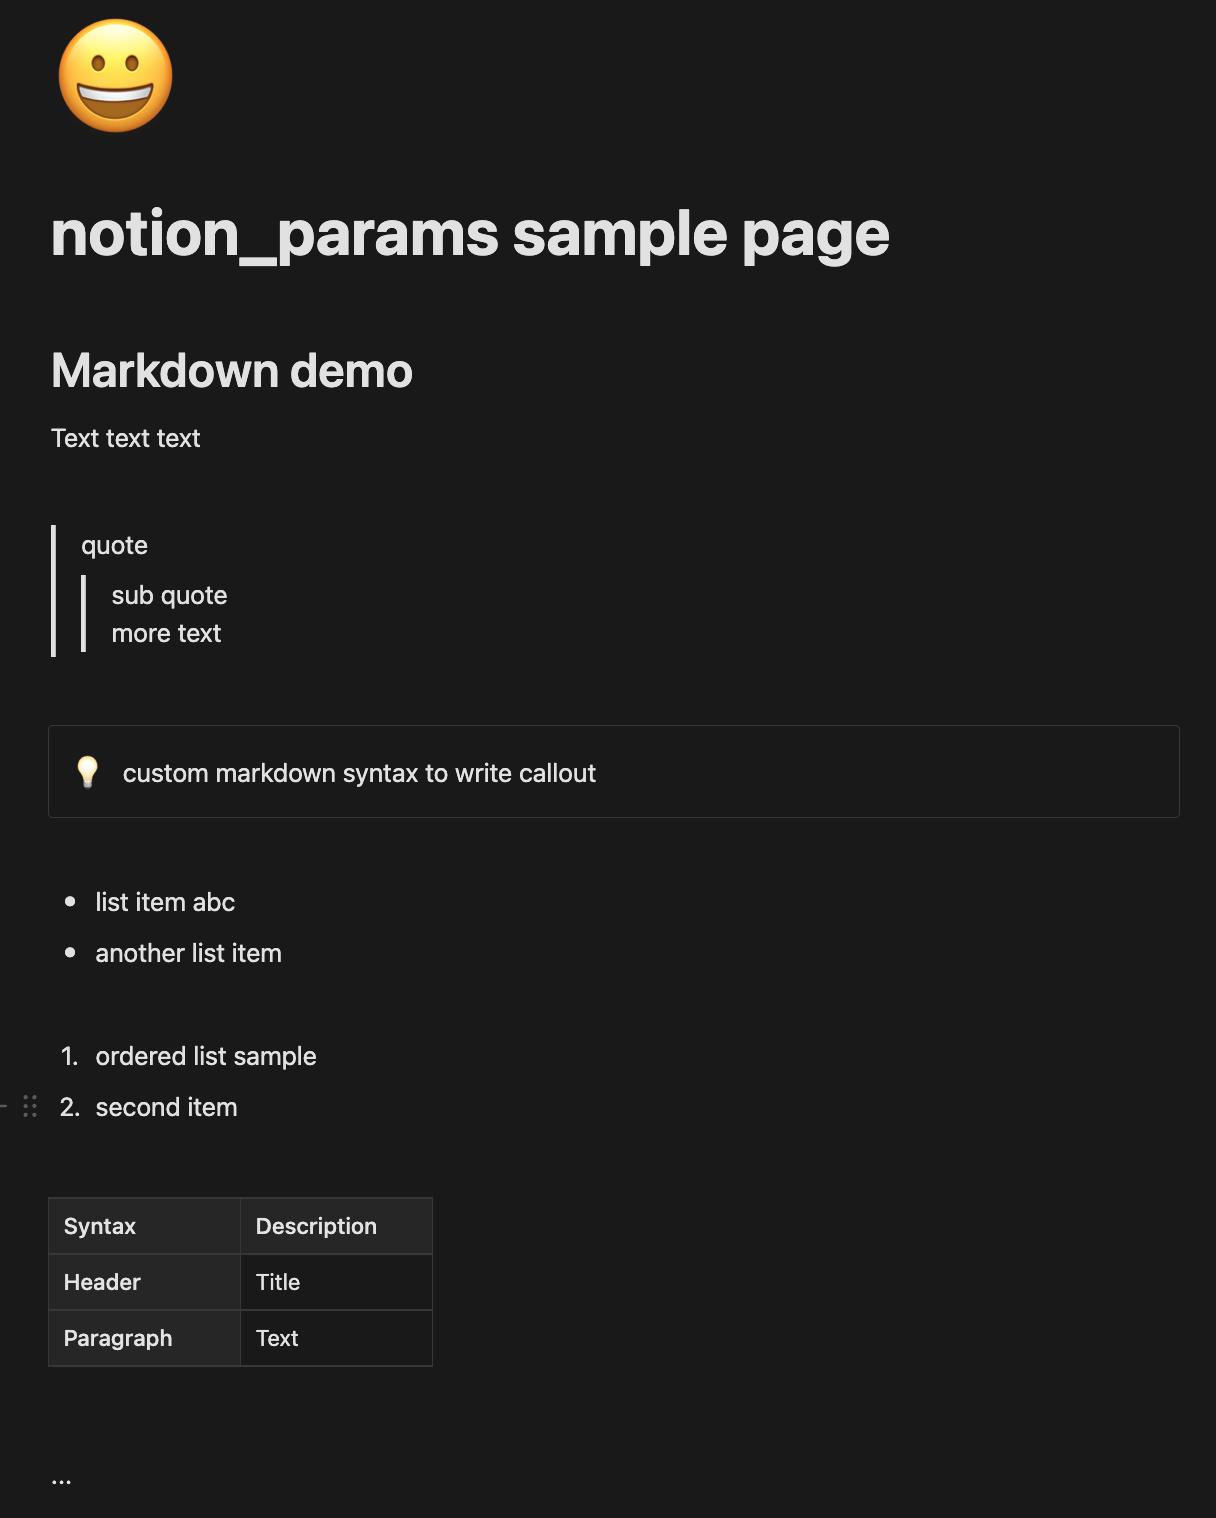 notion_params sample page
Markdown demo
Text text text
quote
sub quote
more text
custom markdown syntax to write callout
• list item abc
• another list item
1. ordered list sample
2. second item
Syntax Description
Header Title
Paragraph Text
...